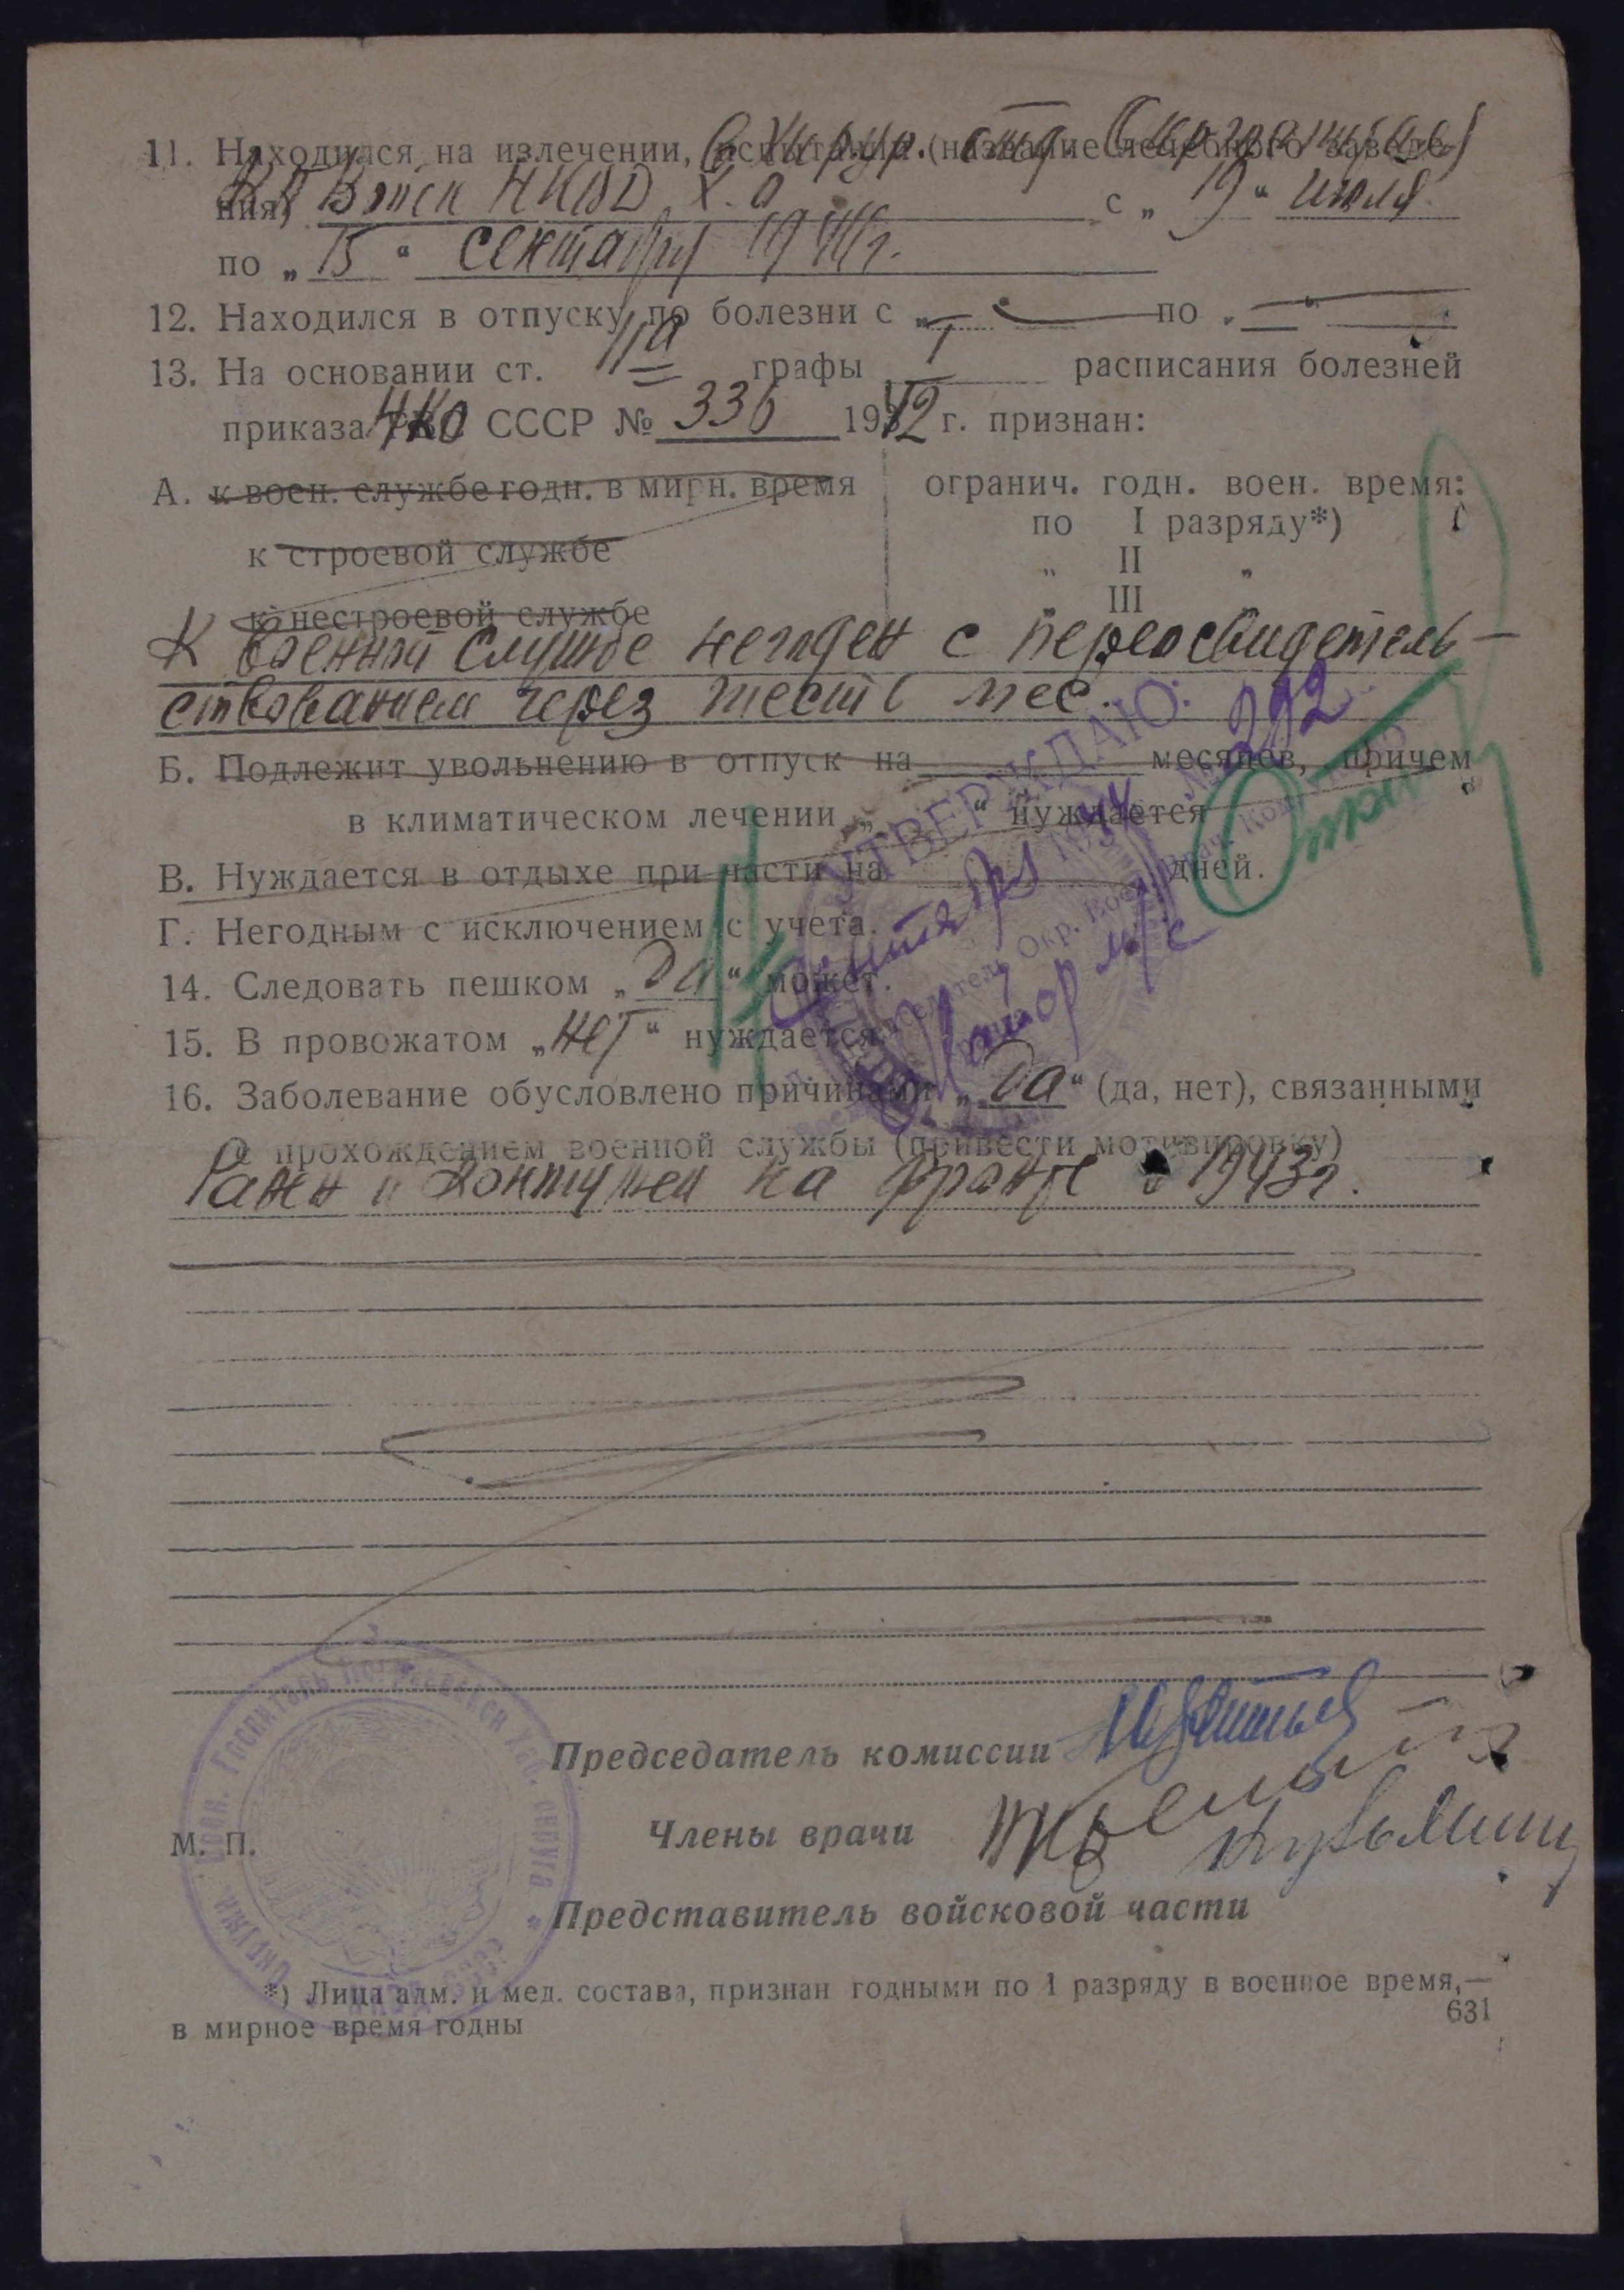 11. Находился на излечении, испытании (название лечебного заведе-
ния) Войск НКВД Х. О с „ 19 “ июля
по „ 15 “ сентября 1944 г.
12. Находился в отпуску по болезни с „ — по „ — “
13. На основании ст. 11а графы I расписания болезней
приказа НКО СССР № 336 1942 г. признан:
А. к воен. службе годн. в мирн. время огранич. годн. воен. время:
по I разряду*)
к строевой службе „ II „
к нестроевой службе „ III „
К военной службе негоден с переосвидетель-
ствованием через шесть мес.
Б. Подлежит увольнению в отпуск на месяцев, причем
в климатическом лечении „ “ нуждается
В. Нуждается в отдыхе при части на дней.
Г. Негодным с исключением с учета.
14. Следовать пешком „ да “ может.
15. В провожатом „ нет “ нуждается
16. Заболевание обусловлено причинами „ да “ (да, нет), связанными
с прохождением военной службы (привести мотивировку)
Ранен и контужен на фронте в 1943 г.
УТВЕРЖДАЮ:
№ 292
Майор м/с
Председатель комиссии
Члены врачи
М. П.
Представитель войсковой части
*) Лица адм. и мед. состава, признан годными по 1 разряду в военное время,—
в мирное время годны
631